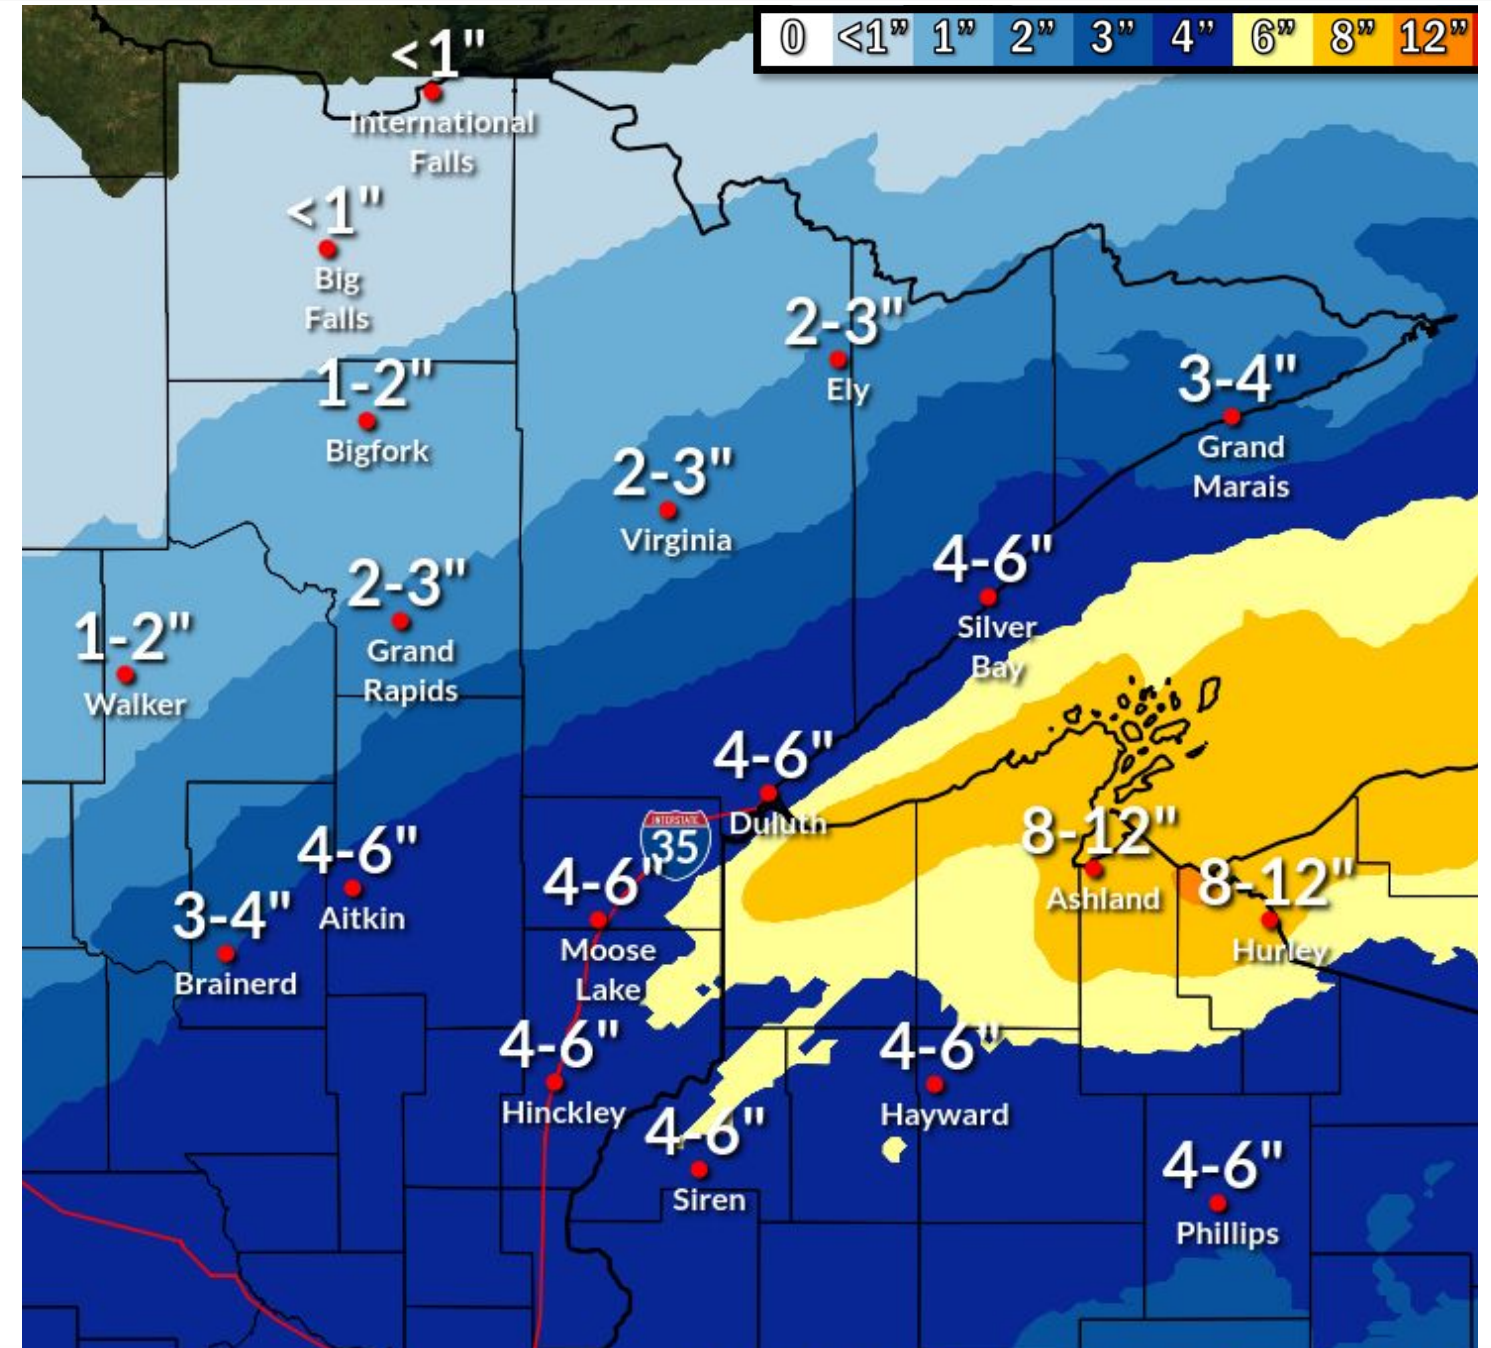 0 <1” 1” 2” 3” 4” 6” 8” 12”
<1"
International
Falls
<1"
Big
Falls
1-2"
Bigfork
2-3"
Ely
3-4"
Grand
Marais
2-3"
Virginia
2-3"
Grand
Rapids
4-6"
Silver
Bay
1-2"
Walker
4-6"
Duluth
INTERSTATE
35
8-12"
Ashland
8-12"
Hurley
4-6"
Aitkin
4-6"
Moose
Lake
3-4"
Brainerd
4-6"
Hinckley
4-6"
Hayward
4-6"
Siren
4-6"
Phillips